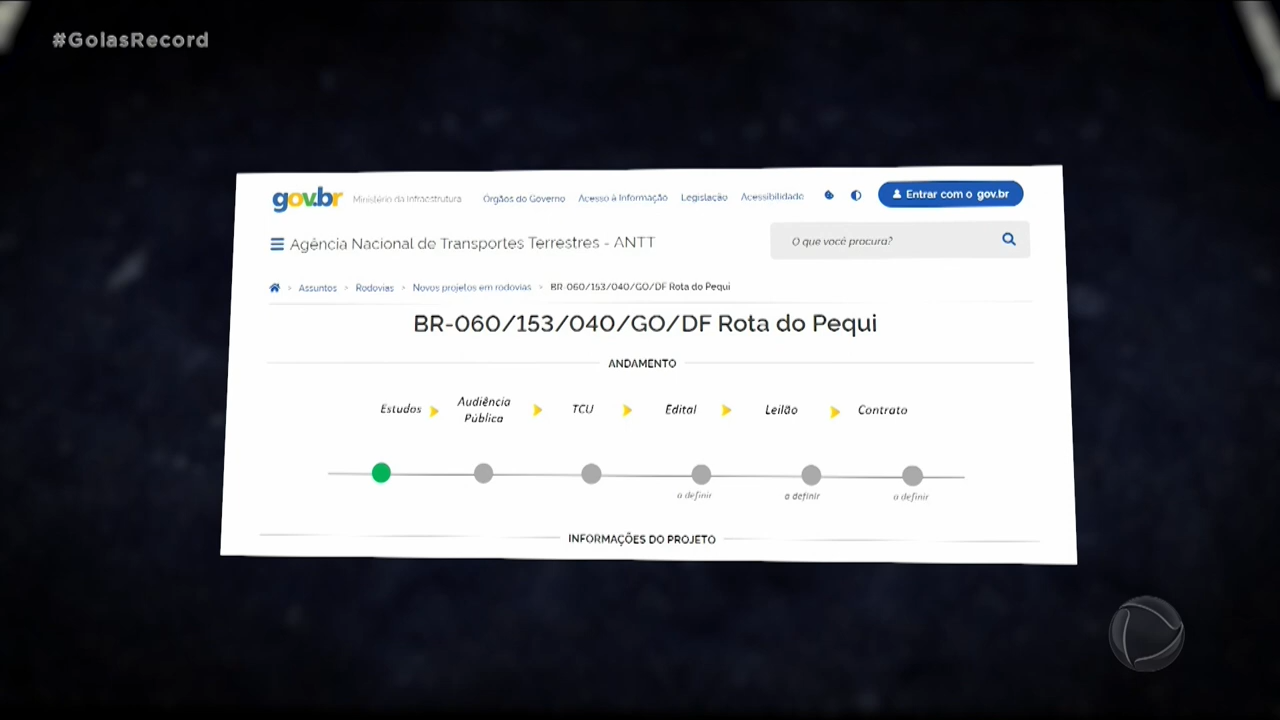 #GoiasRecord
gov.br Ministério da Infraestrutura Órgãos do Governo Acesso à Informação Legislação Acessibilidade Entrar com o gov.br
Agência Nacional de Transportes Terrestres - ANTT O que você procura?
> Assuntos > Rodovias > Novos projetos em rodovias > BR-060/153/040/GO/DF Rota do Pequi
BR-060/153/040/GO/DF Rota do Pequi
ANDAMENTO
Estudos Audiência Pública TCU Edital Leilão Contrato
a definir a definir a definir
INFORMAÇÕES DO PROJETO